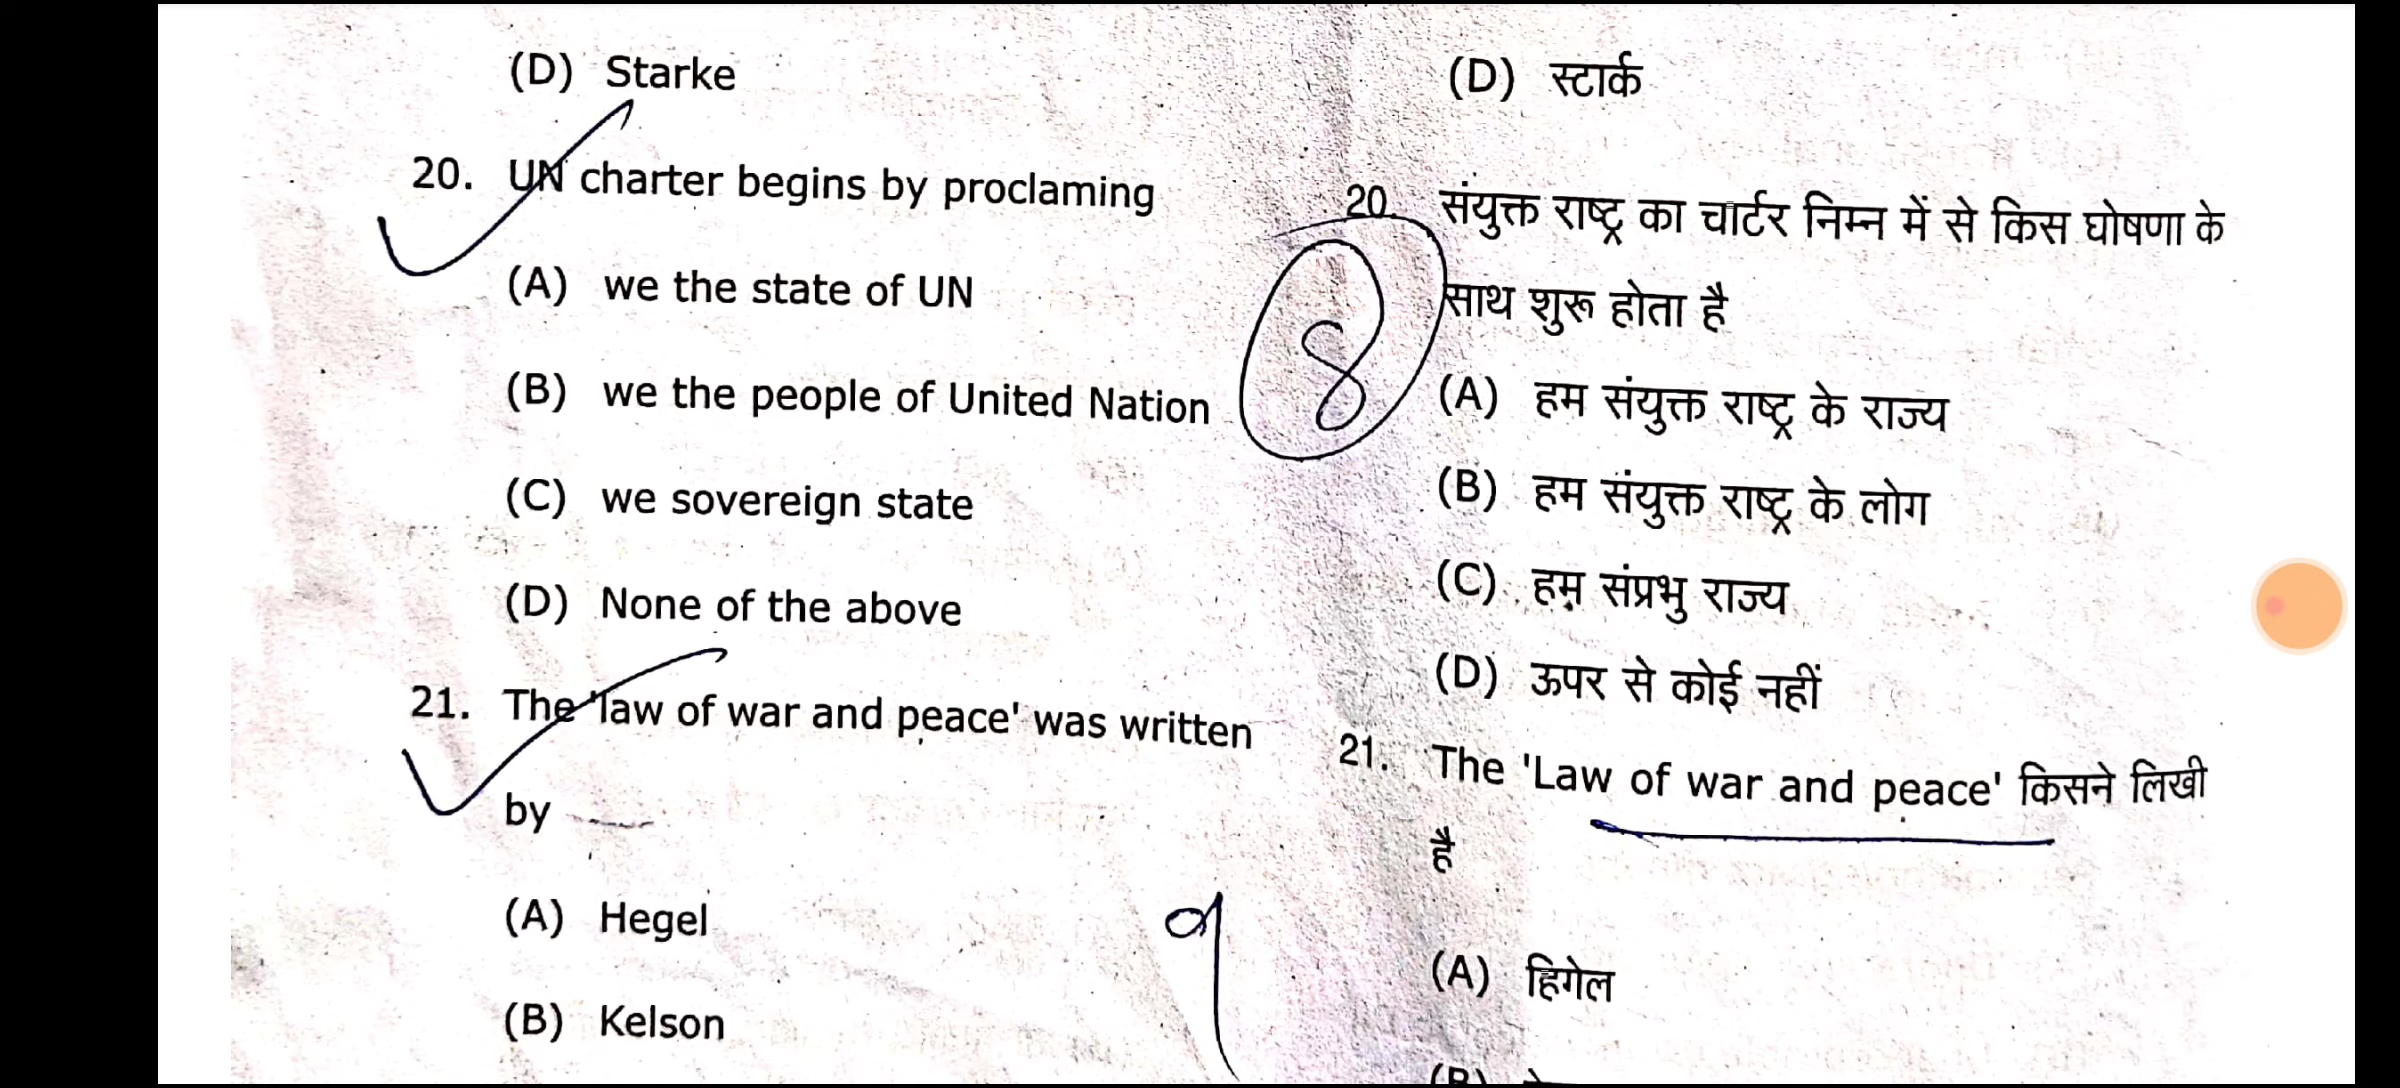 (D) Starke
20. UN charter begins by proclaming
(A) we the state of UN
(B) we the people of United Nation
(C) we sovereign state
(D) None of the above
21. The 'law of war and peace' was written
by
(A) Hegel
(B) Kelson
8
9
(D) स्टार्क
20. संयुक्त राष्ट्र का चार्टर निम्न में से किस घोषणा के
साथ शुरू होता है
(A) हम संयुक्त राष्ट्र के राज्य
(B) हम संयुक्त राष्ट्र के लोग
(C) हम संप्रभु राज्य
(D) ऊपर से कोई नहीं
21. The 'Law of war and peace' किसने लिखी
है
(A) हिगेल
(B)